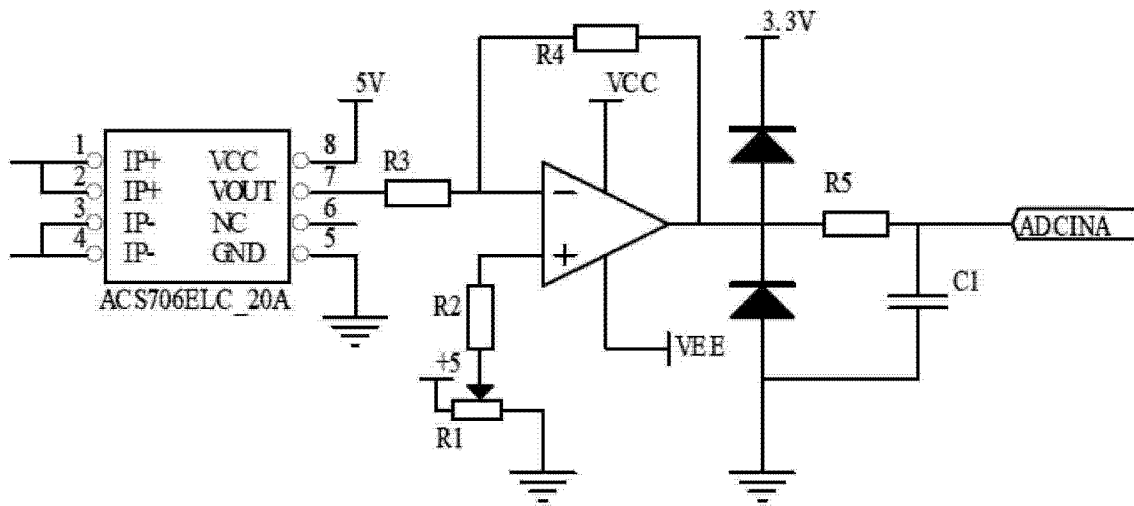 3.3V
R4
5V
VCC
1 IP+ VCC 8
2 IP+ VOUT 7
3 IP- NC 6
4 IP- GND 5
ACS706ELC_20A
R3
−
+
R5
ADCINA
R2
C1
VEE
+5
R1